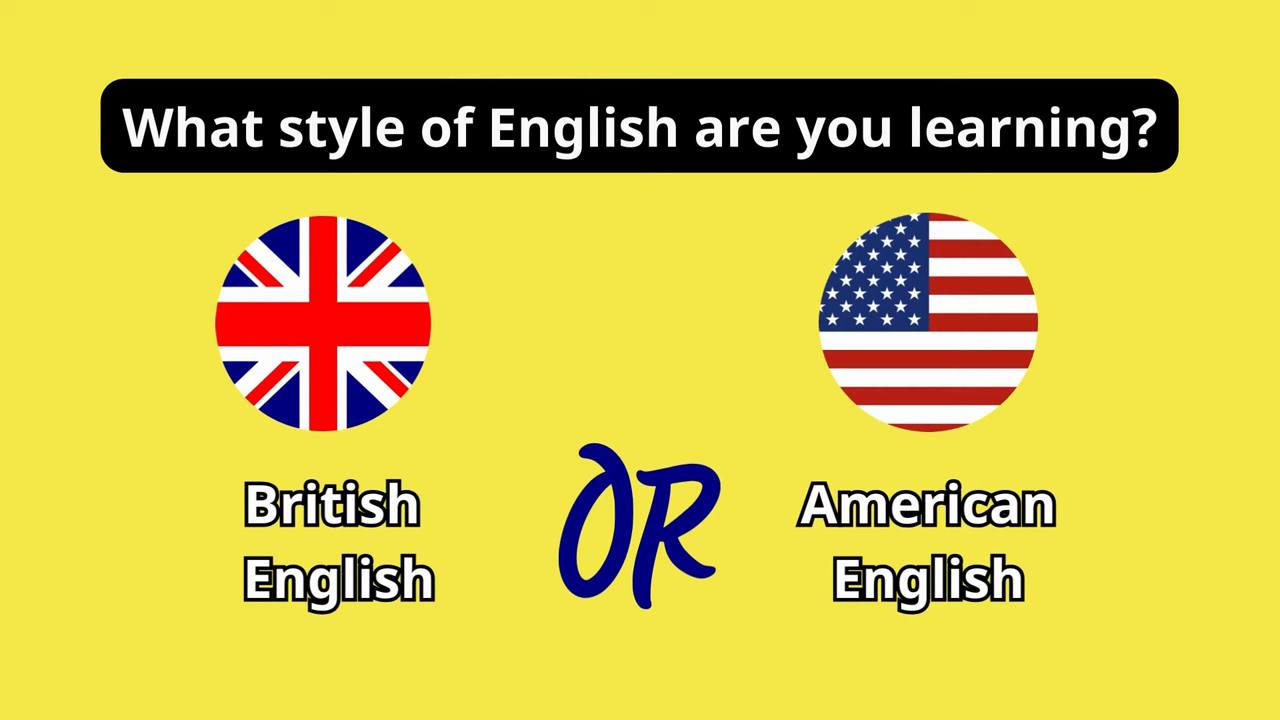 What style of English are you learning?
British
English
OR
American
English